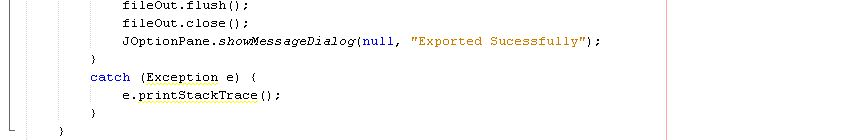 fileOut.flush();
fileOut.close();
JOptionPane.showMessageDialog(null, "Exported Sucessfully");
}
catch (Exception e) {
e.printStackTrace();
}
}